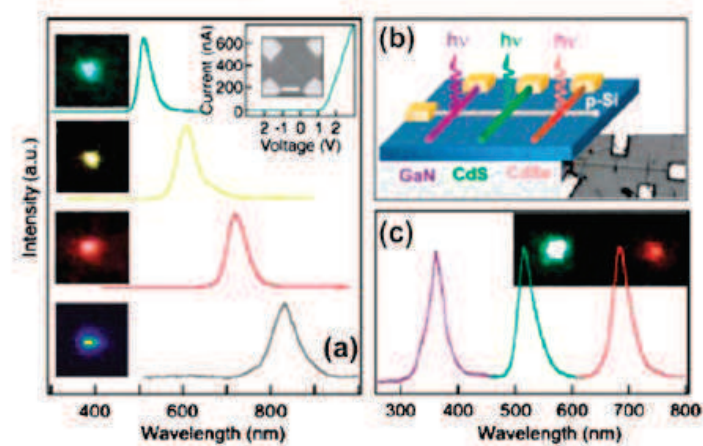 Intensity (a.u.)
Current (nA)
600
400
200
0
2 -1 0 1 2
Voltage (V)
(a)
400 600 800
Wavelength (nm)
(b)
hν hν hν
p-Si
GaN CdS CdSe
(c)
300 400 500 600 700 800
Wavelength (nm)